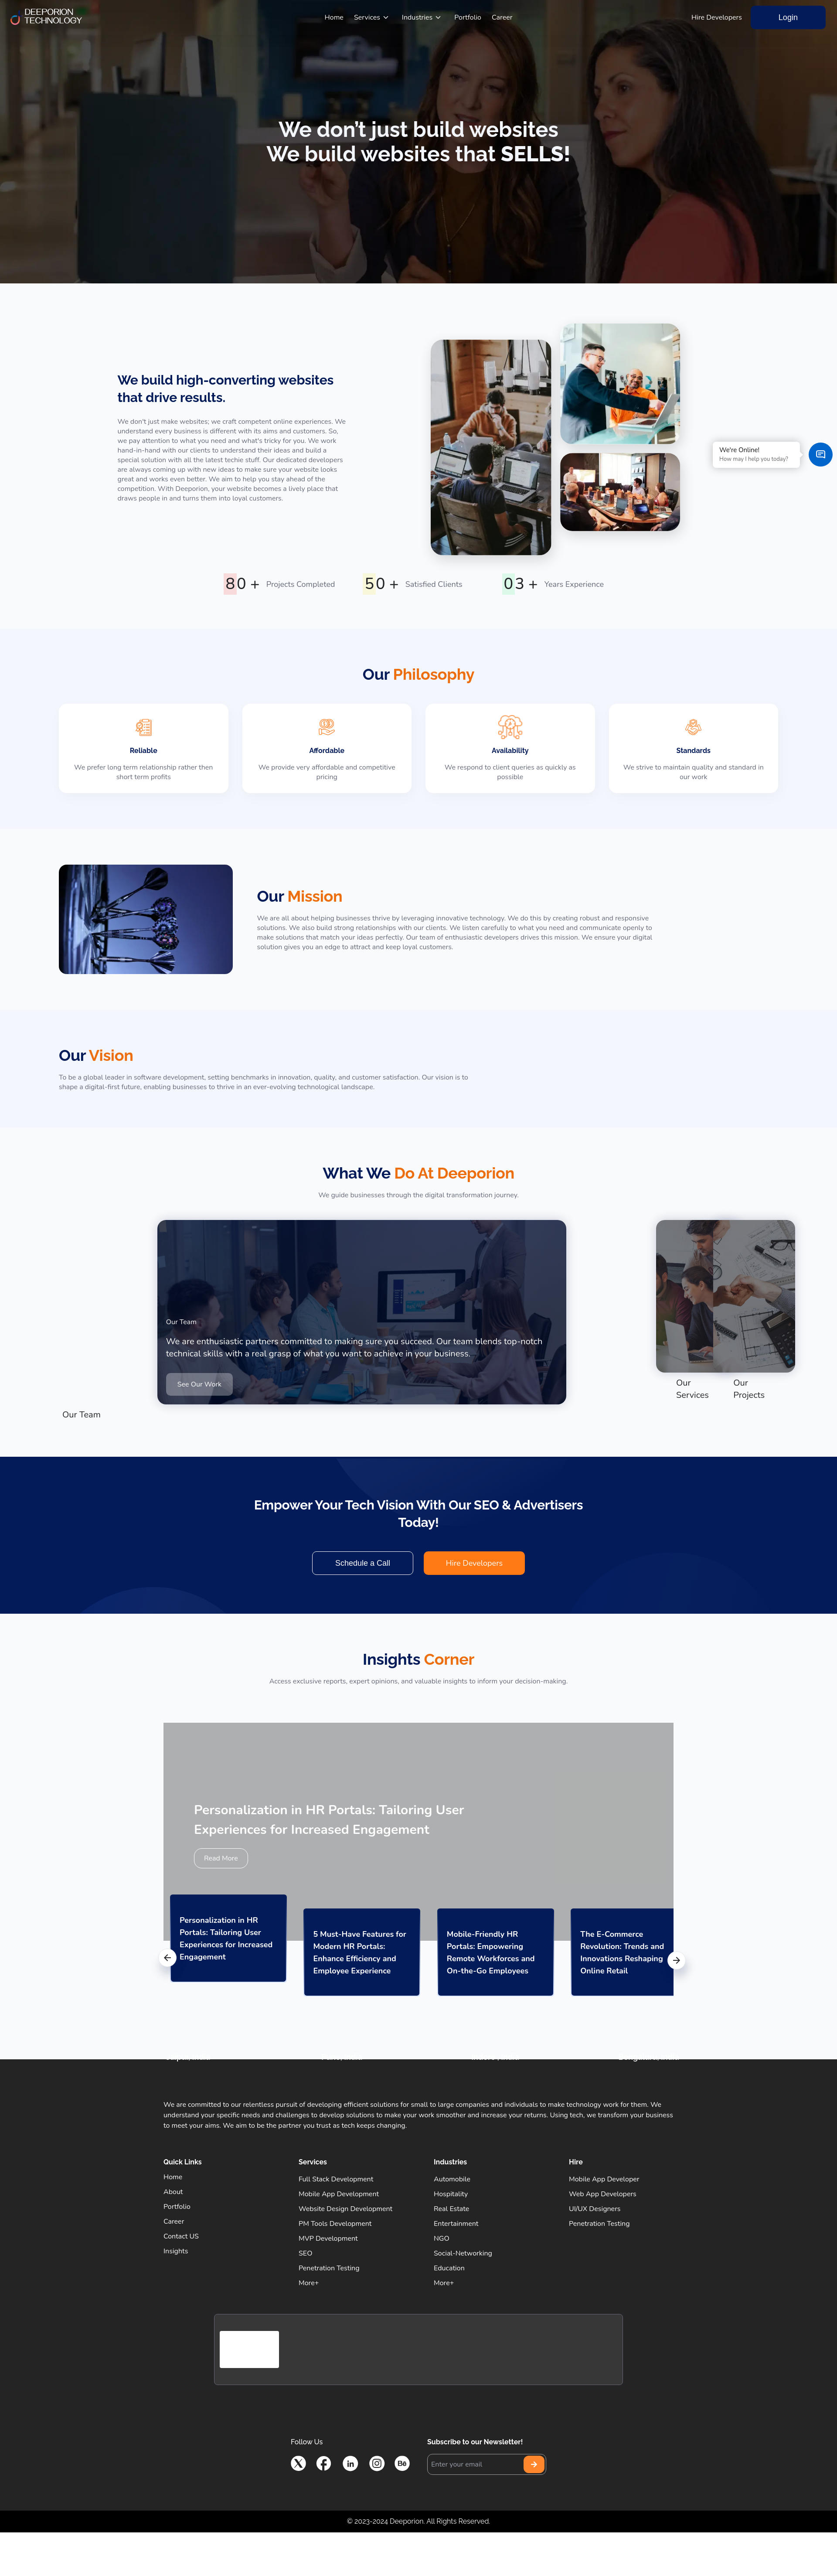 DEEPORION
TECHNOLOGY
Home Services Industries Portfolio Career
Hire Developers Login
We don’t just build websites
We build websites that SELLS!
We build high-converting websites
that drive results.
We don't just make websites; we craft competent online experiences. We
understand every business is different with its aims and customers. So,
we pay attention to what you need and what's tricky for you. We work
hand-in-hand with our clients to understand their ideas and build a
special solution with all the latest techie stuff. Our dedicated developers
are always coming up with new ideas to make sure your website looks
great and works even better. We aim to help you stay ahead of the
competition. With Deeporion, your website becomes a lively place that
draws people in and turns them into loyal customers.
We're Online!
How may I help you today?
80 + Projects Completed
50 + Satisfied Clients
03 + Years Experience
Our Philosophy
Reliable
We prefer long term relationship rather then
short term profits
Affordable
We provide very affordable and competitive
pricing
Availability
We respond to client queries as quickly as
possible
Standards
We strive to maintain quality and standard in
our work
Our Mission
We are all about helping businesses thrive by leveraging innovative technology. We do this by creating robust and responsive
solutions. We also build strong relationships with our clients. We listen carefully to what you need and communicate openly to
make solutions that match your ideas perfectly. Our team of enthusiastic developers drives this mission. We ensure your digital
solution gives you an edge to attract and keep loyal customers.
Our Vision
To be a global leader in software development, setting benchmarks in innovation, quality, and customer satisfaction. Our vision is to
shape a digital-first future, enabling businesses to thrive in an ever-evolving technological landscape.
What We Do At Deeporion
We guide businesses through the digital transformation journey.
Our Team
We are enthusiastic partners committed to making sure you succeed. Our team blends top-notch
technical skills with a real grasp of what you want to achieve in your business.
See Our Work
Our Team
Our
Services
Our
Projects
Empower Your Tech Vision With Our SEO & Advertisers
Today!
Schedule a Call Hire Developers
Insights Corner
Access exclusive reports, expert opinions, and valuable insights to inform your decision-making.
Personalization in HR Portals: Tailoring User
Experiences for Increased Engagement
Read More
Personalization in HR
Portals: Tailoring User
Experiences for Increased
Engagement
5 Must-Have Features for
Modern HR Portals:
Enhance Efficiency and
Employee Experience
Mobile-Friendly HR
Portals: Empowering
Remote Workforces and
On-the-Go Employees
The E-Commerce
Revolution: Trends and
Innovations Reshaping
Online Retail
We are committed to our relentless pursuit of developing efficient solutions for small to large companies and individuals to make technology work for them. We
understand your specific needs and challenges to develop solutions to make your work smoother and increase your returns. Using tech, we transform your business
to meet your aims. We aim to be the partner you trust as tech keeps changing.
Quick Links
Home
About
Portfolio
Career
Contact US
Insights
Services
Full Stack Development
Mobile App Development
Website Design Development
PM Tools Development
MVP Development
SEO
Penetration Testing
More+
Industries
Automobile
Hospitality
Real Estate
Entertainment
NGO
Social-Networking
Education
More+
Hire
Mobile App Developer
Web App Developers
UI/UX Designers
Penetration Testing
Follow Us
in
Bē
Subscribe to our Newsletter!
Enter your email
© 2023-2024 Deeporion. All Rights Reserved.